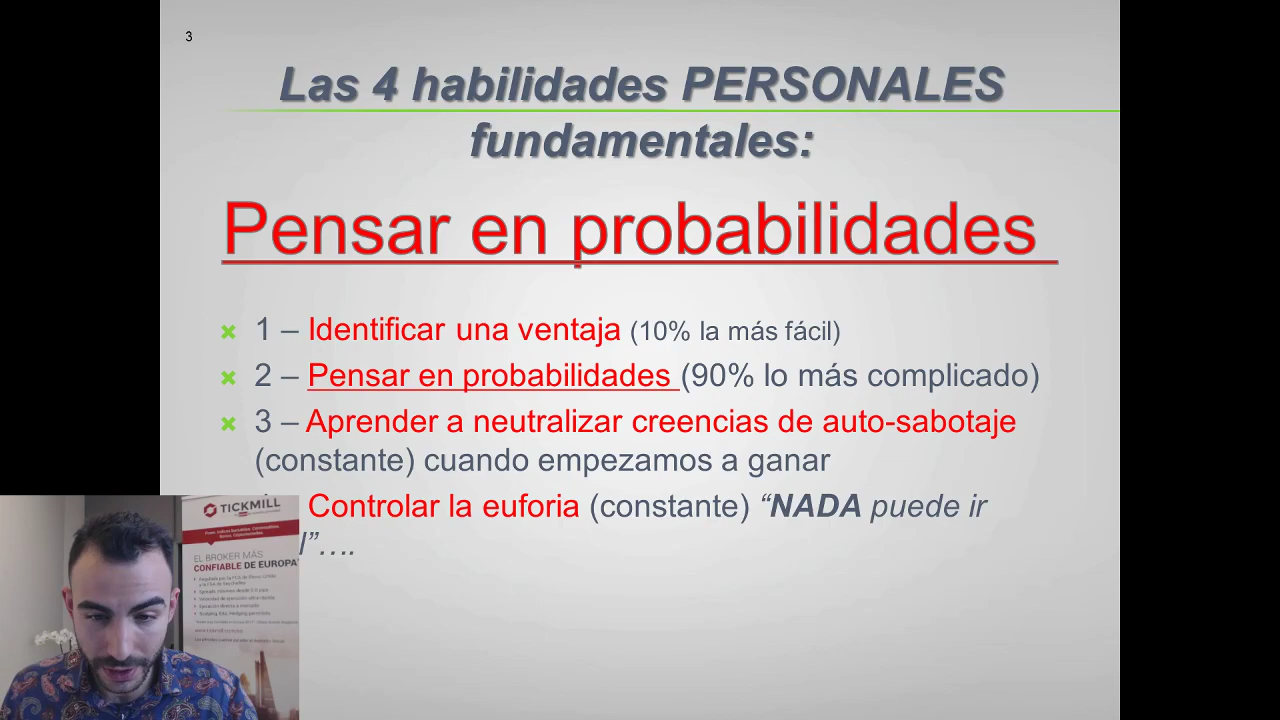 3
Las 4 habilidades PERSONALES
fundamentales:
Pensar en probabilidades
1 – Identificar una ventaja (10% la más fácil)
2 – Pensar en probabilidades (90% lo más complicado)
3 – Aprender a neutralizar creencias de auto-sabotaje
(constante) cuando empezamos a ganar
Controlar la euforia (constante) “NADA puede ir
l”….
TICKMILL
EL BROKER MÁS
CONFIABLE DE EUROPA